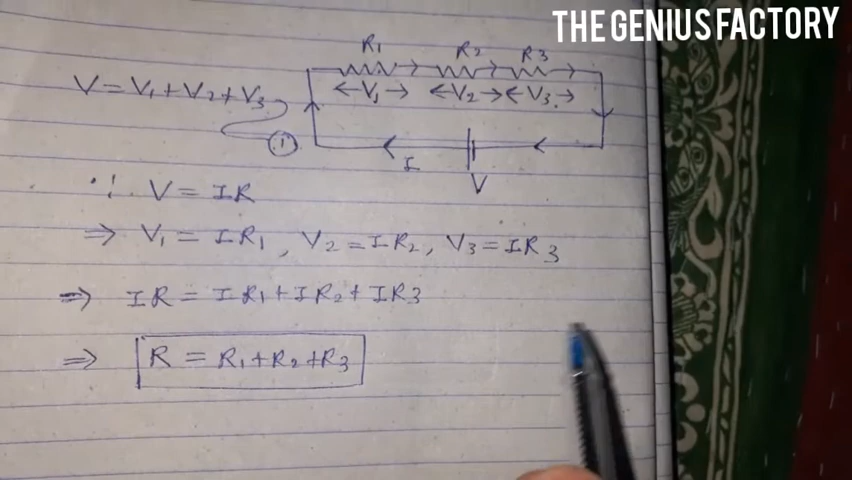 THE GENIUS FACTORY
R1 R2 R3
V = V1 + V2 + V3
V1 V2 V3
1
I
V
∴ V = IR
⇒ V1 = IR1, V2 = IR2, V3 = IR3
⇒ IR = IR1 + IR2 + IR3
⇒ R = R1 + R2 + R3